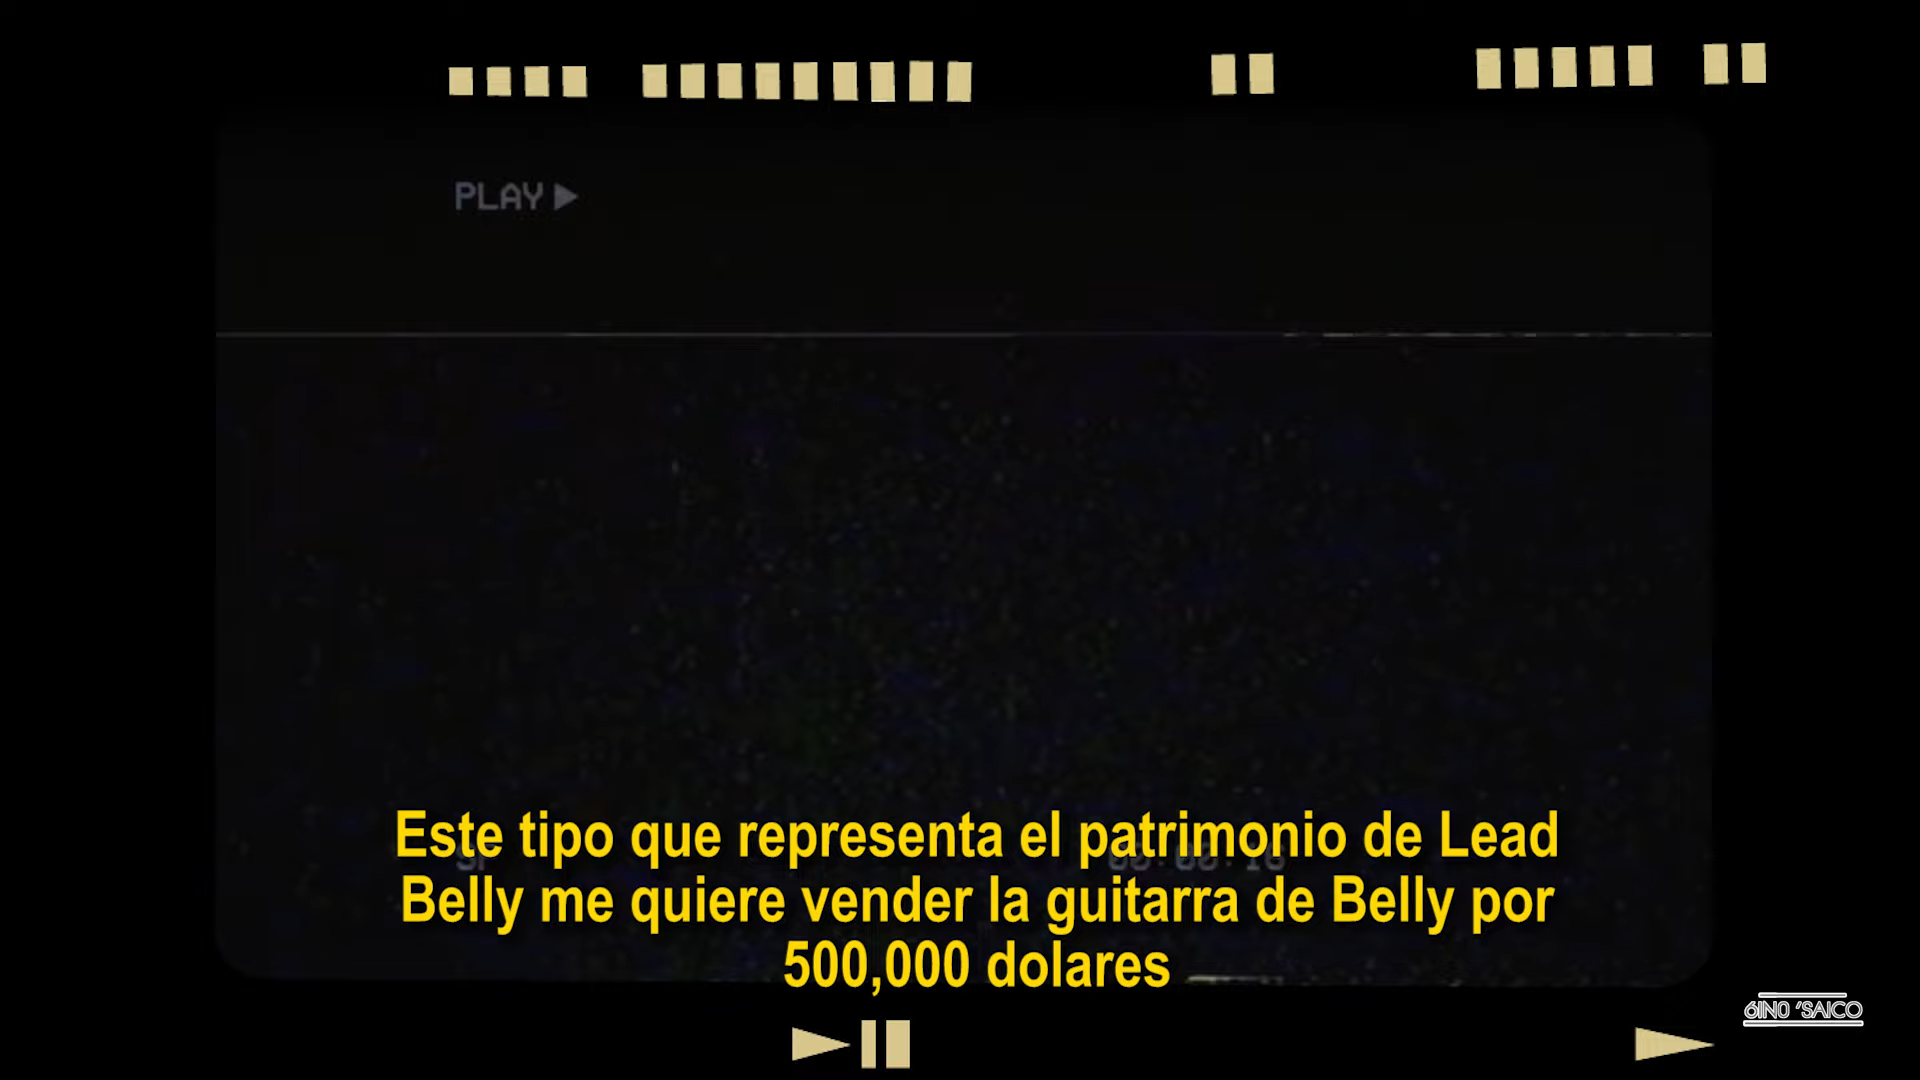 PLAY
Este tipo que representa el patrimonio de Lead
Belly me quiere vender la guitarra de Belly por
500,000 dolares
6IN0 'SAICO